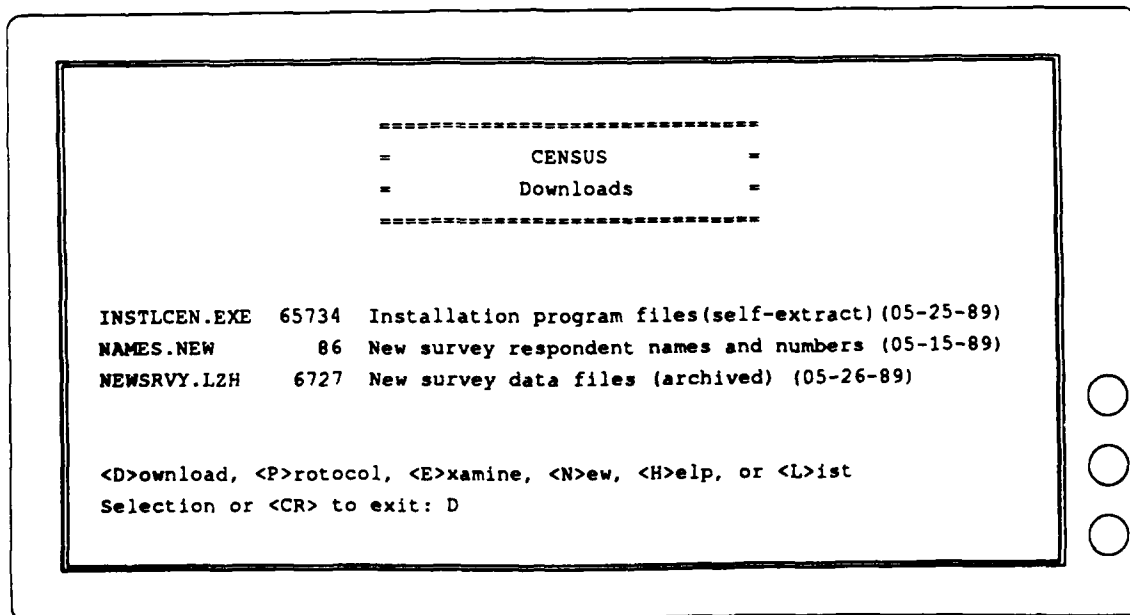 ==============================
= CENSUS =
= Downloads =
==============================
INSTLCEN.EXE 65734 Installation program files(self-extract)(05-25-89)
NAMES.NEW 86 New survey respondent names and numbers (05-15-89)
NEWSRVY.LZH 6727 New survey data files (archived) (05-26-89)
<D>ownload, <P>rotocol, <E>xamine, <N>ew, <H>elp, or <L>ist
Selection or <CR> to exit: D